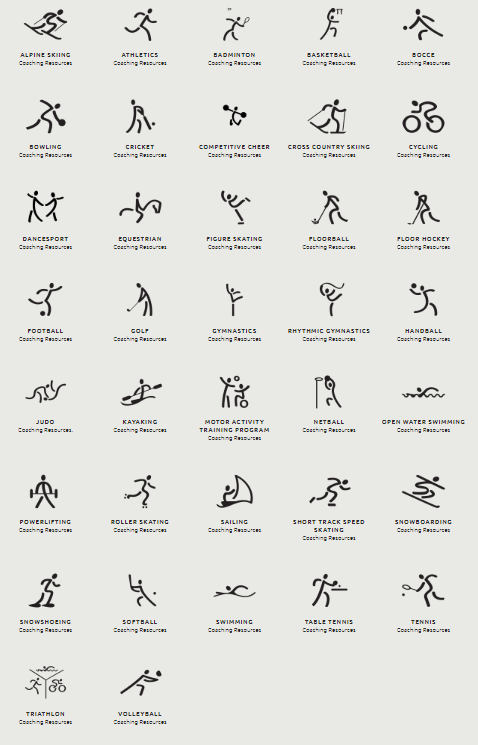 ALPINE SKIING
Coaching Resources
ATHLETICS
Coaching Resources
BADMINTON
Coaching Resources
BASKETBALL
Coaching Resources
BOCCE
Coaching Resources
BOWLING
Coaching Resources
CRICKET
Coaching Resources
COMPETITIVE CHEER
Coaching Resources
CROSS COUNTRY SKIING
Coaching Resources
CYCLING
Coaching Resources
DANCESPORT
Coaching Resources
EQUESTRIAN
Coaching Resources
FIGURE SKATING
Coaching Resources
FLOORBALL
Coaching Resources
FLOOR HOCKEY
Coaching Resources
FOOTBALL
Coaching Resources
GOLF
Coaching Resources
GYMNASTICS
Coaching Resources
RHYTHMIC GYMNASTICS
Coaching Resources
HANDBALL
Coaching Resources
JUDO
Coaching Resources.
KAYAKING
Coaching Resources
MOTOR ACTIVITY
TRAINING PROGRAM
Coaching Resources
NETBALL
Coaching Resources
OPEN WATER SWIMMING
Coaching Resources
POWERLIFTING
Coaching Resources
ROLLER SKATING
Coaching Resources
SAILING
Coaching Resources
SHORT TRACK SPEED
SKATING
Coaching Resources
SNOWBOARDING
Coaching Resources
SNOWSHOEING
Coaching Resources
SOFTBALL
Coaching Resources
SWIMMING
Coaching Resources
TABLE TENNIS
Coaching Resources
TENNIS
Coaching Resources
TRIATHLON
Coaching Resources
VOLLEYBALL
Coaching Resources